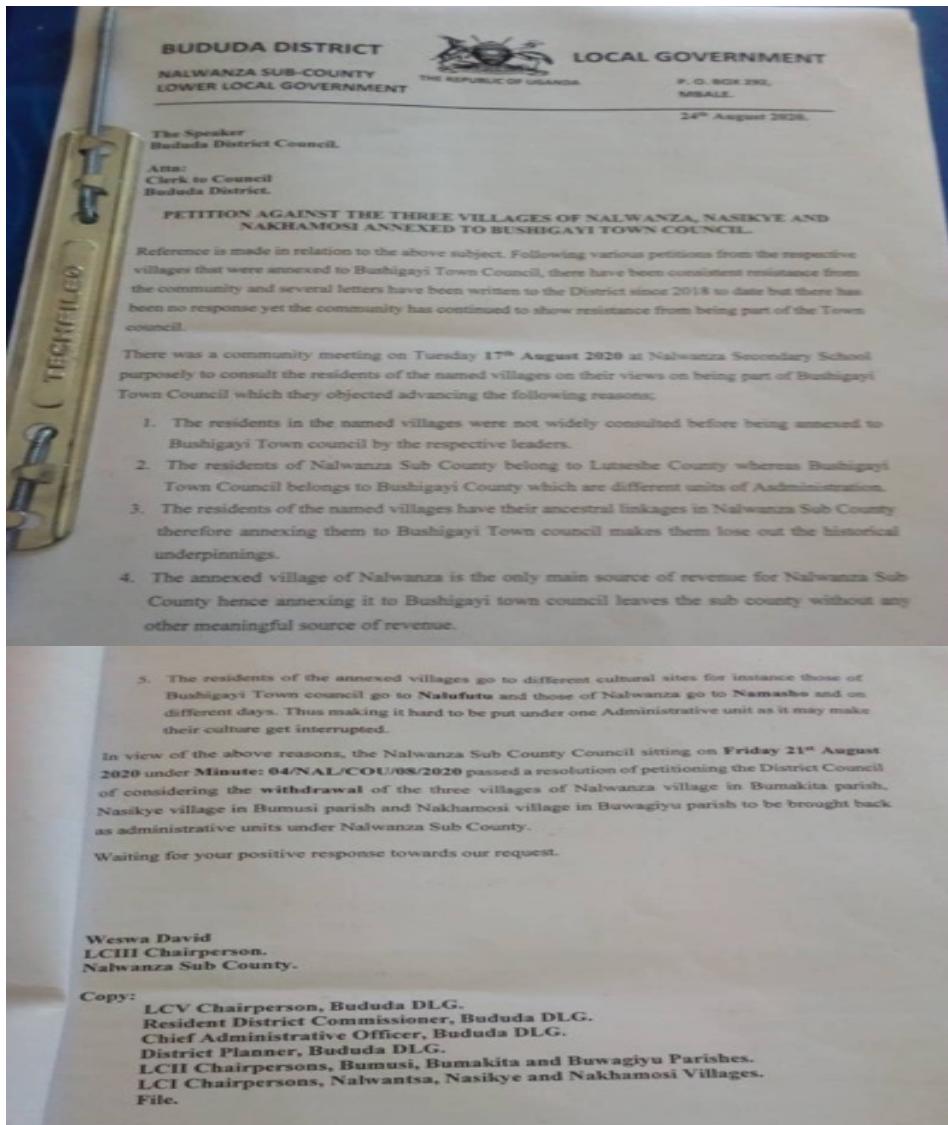 BUDUDA DISTRICT
LOCAL GOVERNMENT
NALWANZA SUB-COUNTY
LOWER LOCAL GOVERNMENT
THE REPUBLIC OF UGANDA
P. O. BOX 292,
MBALE.
24th August 2020.
The Speaker
Bududa District Council.
Attn:
Clerk to Council
Bududa District.
PETITION AGAINST THE THREE VILLAGES OF NALWANZA, NASIKYE AND
NAKHAMOSI ANNEXED TO BUSHIGAYI TOWN COUNCIL.
Reference is made in relation to the above subject. Following various petitions from the respective
villages that were annexed to Bushigayi Town Council, there have been consistent resistance from
the community and several letters have been written to the District since 2018 to date but there has
been no response yet the community has continued to show resistance from being part of the Town
council.
There was a community meeting on Tuesday 17th August 2020 at Nalwanza Secondary School
purposely to consult the residents of the named villages on their views on being part of Bushigayi
Town Council which they objected advancing the following reasons;
1. The residents in the named villages were not widely consulted before being annexed to
Bushigayi Town council by the respective leaders.
2. The residents of Nalwanza Sub County belong to Lutseshe County whereas Bushigayi
Town Council belongs to Bushigayi County which are different units of Asdministration.
3. The residents of the named villages have their ancestral linkages in Nalwanza Sub County
therefore annexing them to Bushigayi Town council makes them lose out the historical
underpinnings.
4. The annexed village of Nalwanza is the only main source of revenue for Nalwanza Sub
County hence annexing it to Bushigayi town council leaves the sub county without any
other meaningful source of revenue.
5. The residents of the annexed villages go to different cultural sites for instance those of
Bushigayi Town council go to Nalufutu and those of Nalwanza go to Namasho and on
different days. Thus making it hard to be put under one Administrative unit as it may make
their culture get interrupted.
In view of the above reasons, the Nalwanza Sub County Council sitting on Friday 21st August
2020 under Minute: 04/NAL/COU/08/2020 passed a resolution of petitioning the District Council
of considering the withdrawal of the three villages of Nalwanza village in Bumakita parish,
Nasikye village in Bumusi parish and Nakhamosi village in Buwagiyu parish to be brought back
as administrative units under Nalwanza Sub County.
Waiting for your positive response towards our request.
Weswa David
LCIII Chairperson.
Nalwanza Sub County.
Copy:
LCV Chairperson, Bududa DLG.
Resident District Commissioner, Bududa DLG.
Chief Administrative Officer, Bududa DLG.
District Planner, Bududa DLG.
LCII Chairpersons, Bumusi, Bumakita and Buwagiyu Parishes.
LCI Chairpersons, Nalwantsa, Nasikye and Nakhamosi Villages.
File.